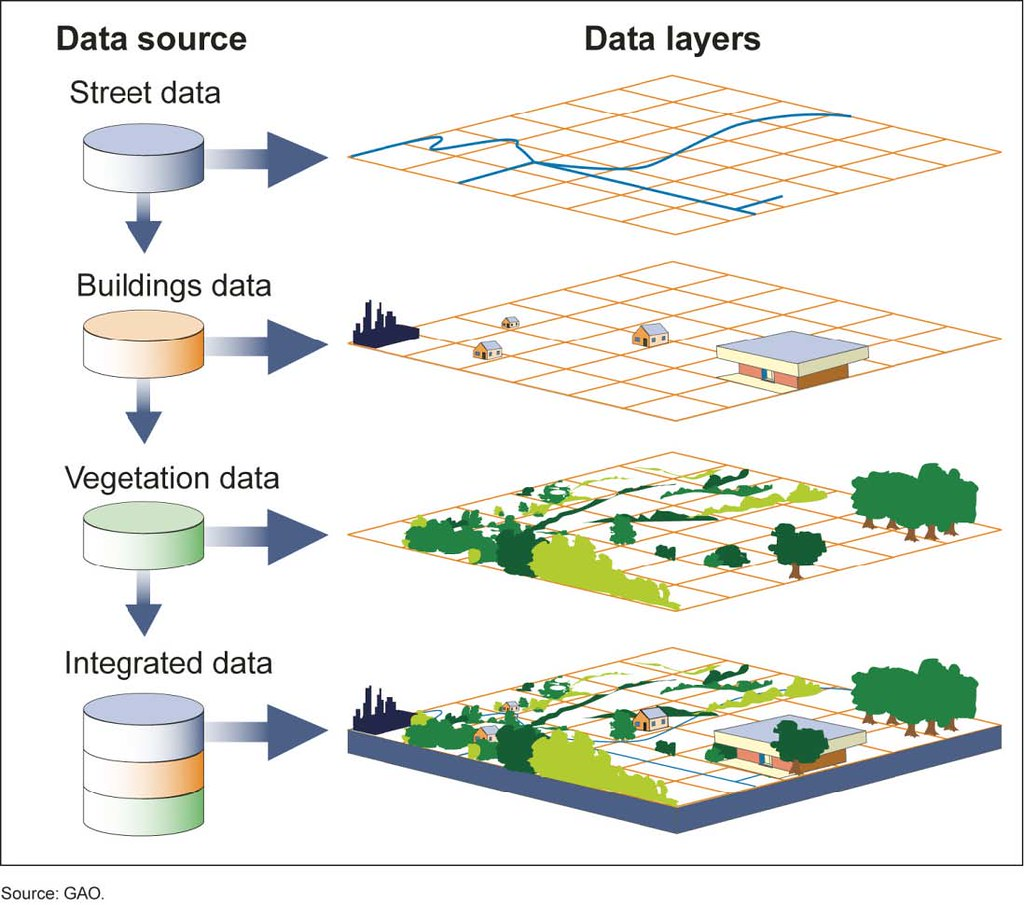 Data source
Data layers
Street data
Buildings data
Vegetation data
Integrated data
Source: GAO.